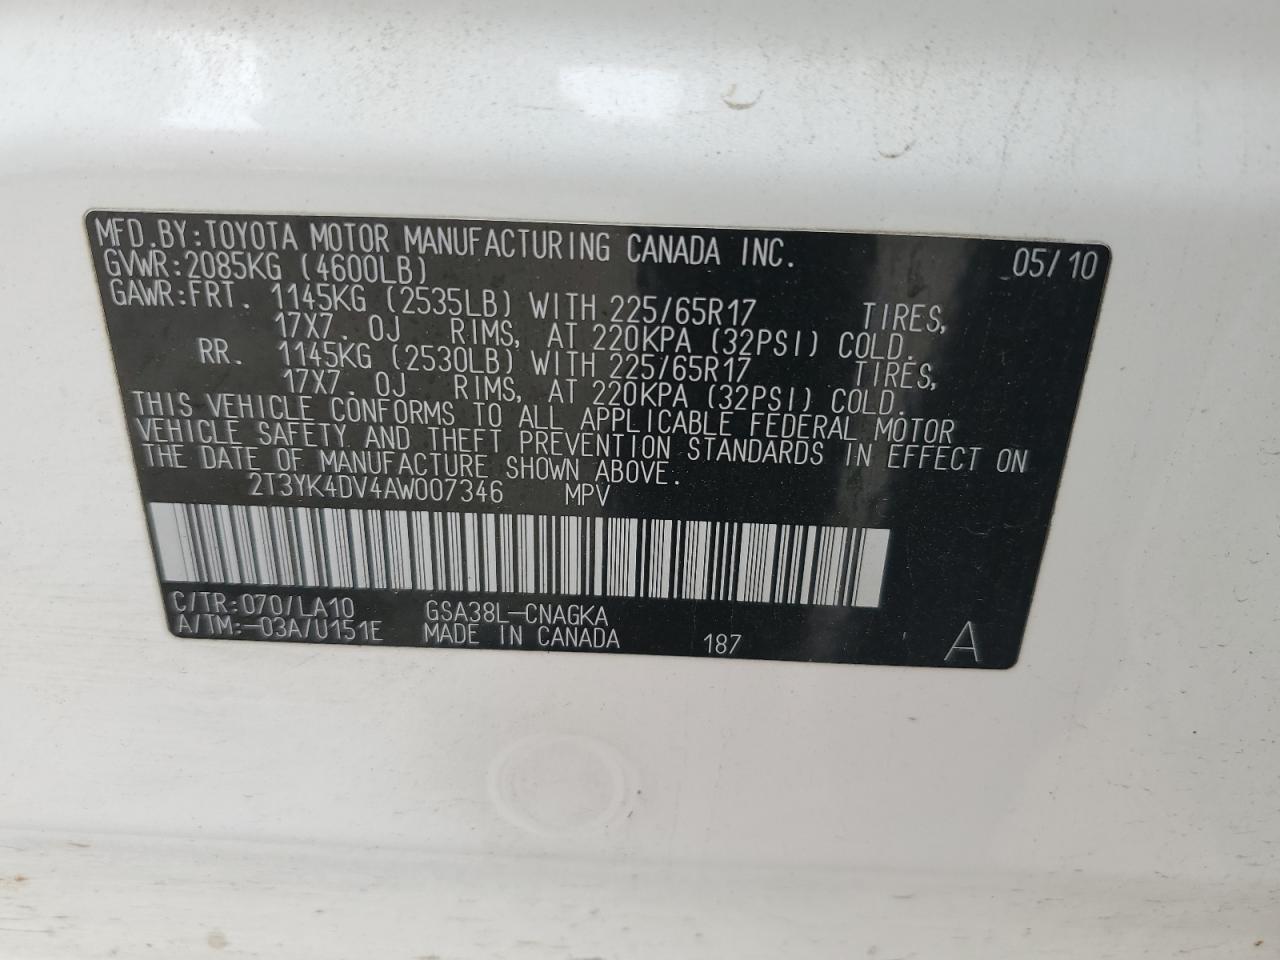 MFD.BY:TOYOTA MOTOR MANUFACTURING CANADA INC. 05/10
GVWR:2085KG (4600LB)
GAWR:FRT. 1145KG (2535LB) WITH 225/65R17 TIRES,
17X7. 0J RIMS, AT 220KPA (32PSI) COLD.
RR. 1145KG (2530LB) WITH 225/65R17 TIRES,
17X7. 0J RIMS, AT 220KPA (32PSI) COLD.
THIS VEHICLE CONFORMS TO ALL APPLICABLE FEDERAL MOTOR
VEHICLE SAFETY AND THEFT PREVENTION STANDARDS IN EFFECT ON
THE DATE OF MANUFACTURE SHOWN ABOVE.
2T3YK4DV4AW007346 MPV
C/TR:070/LA10 GSA38L-CNAGKA
A/TM:-03A/U151E MADE IN CANADA 187 A